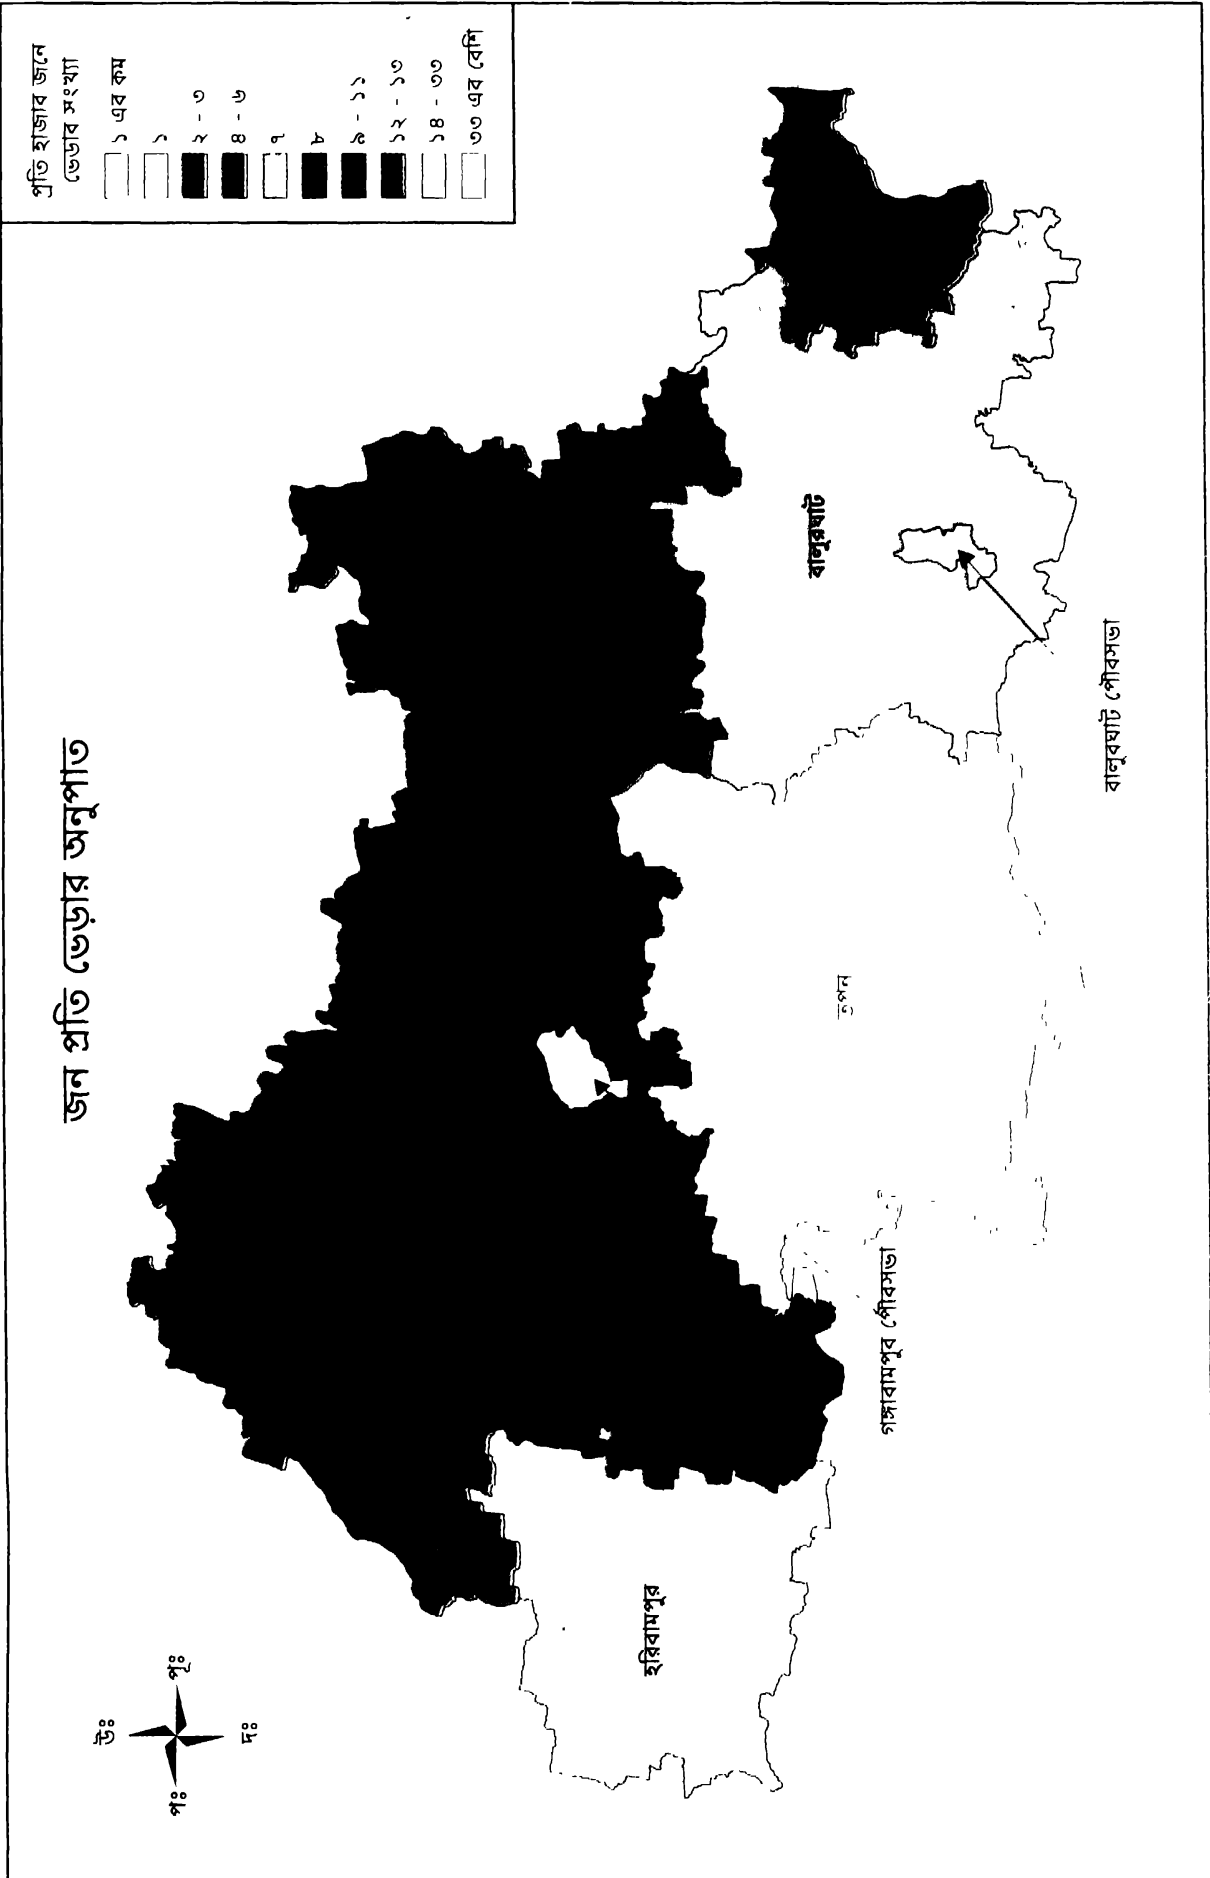 জন প্রতি ভেড়ার অনুপাত
প্রতি হাজার জনে
ভেড়ার সংখ্যা
১ এর কম
১
২ - ৩
৪ - ৬
৭
৮
৯ - ১১
১২ - ১৩
১৪ - ৩৩
৩৩ এর বেশি
উঃ
পঃ
পূঃ
দঃ
হরিরামপুর
গঙ্গারামপুর পৌরসভা
তপন
বালুরঘাট
বালুরঘাট পৌরসভা